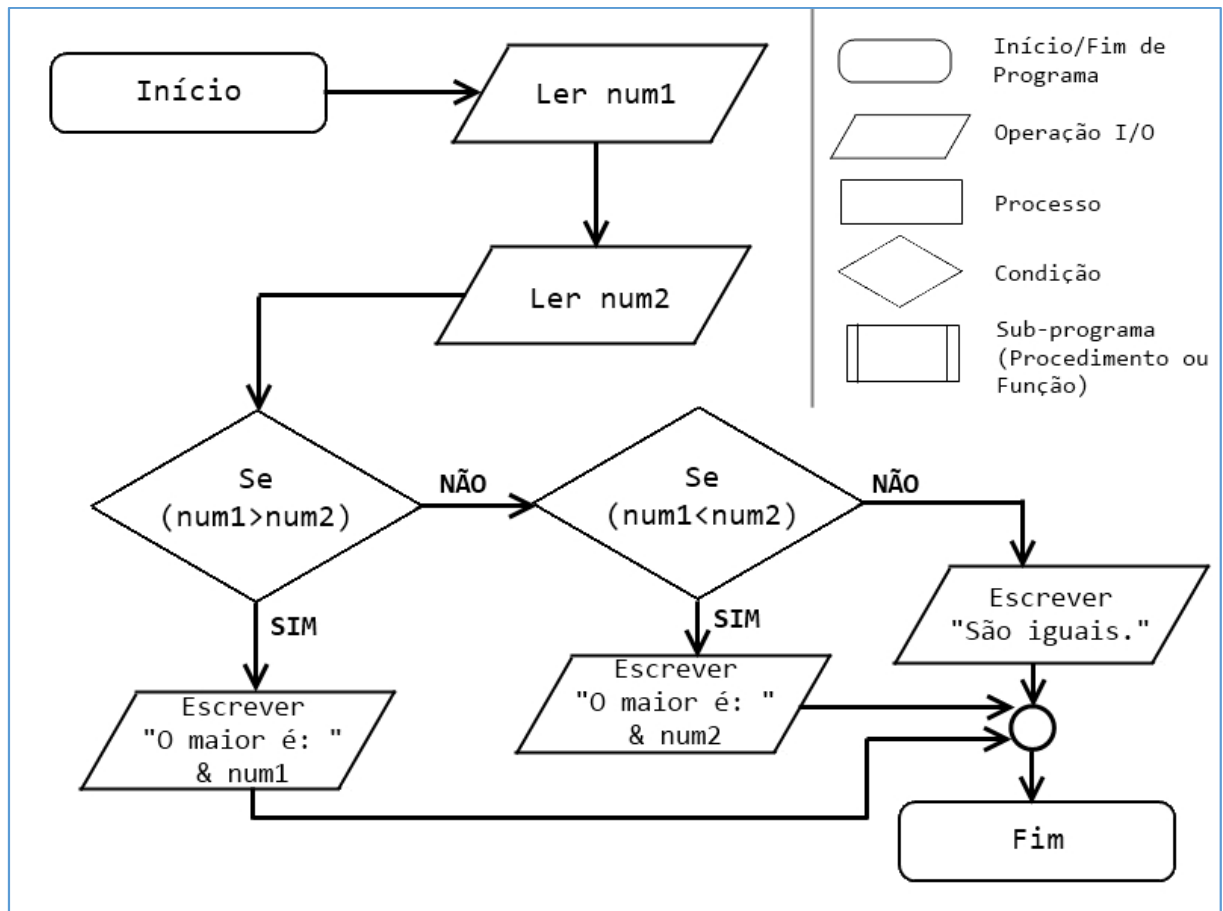 Início
Ler num1
Ler num2
Se
(num1>num2)
NÃO
Se
(num1<num2)
NÃO
SIM
SIM
Escrever
"São iguais."
Escrever
"O maior é: "
& num2
Escrever
"O maior é: "
& num1
Fim
Início/Fim de
Programa
Operação I/O
Processo
Condição
Sub-programa
(Procedimento ou
Função)